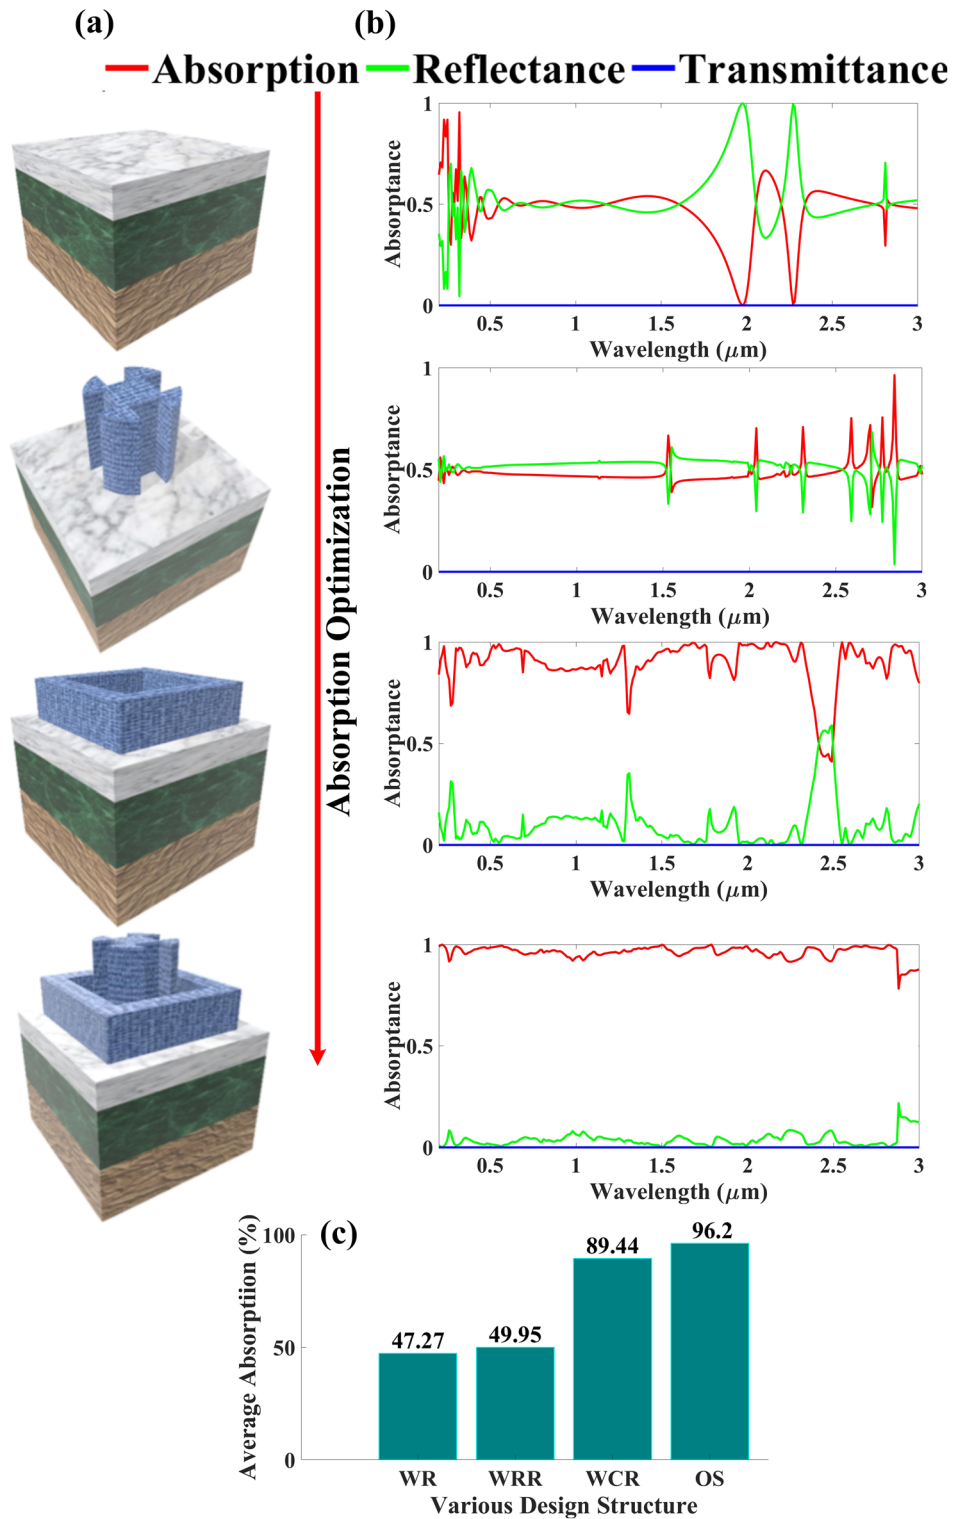 (a)
(b)
Absorption Reflectance Transmittance
Absorption Optimization
1
0.5
0
Absorptance
0.5 1 1.5 2 2.5 3
Wavelength (μm)
1
0.5
0
Absorptance
0.5 1 1.5 2 2.5 3
Wavelength (μm)
1
0.5
0
Absorptance
0.5 1 1.5 2 2.5 3
Wavelength (μm)
1
0.5
0
Absorptance
0.5 1 1.5 2 2.5 3
Wavelength (μm)
(c)
100
50
0
Average Absorptiion (%)
47.27
49.95
89.44
96.2
WR WRR WCR OS
Various Design Structure